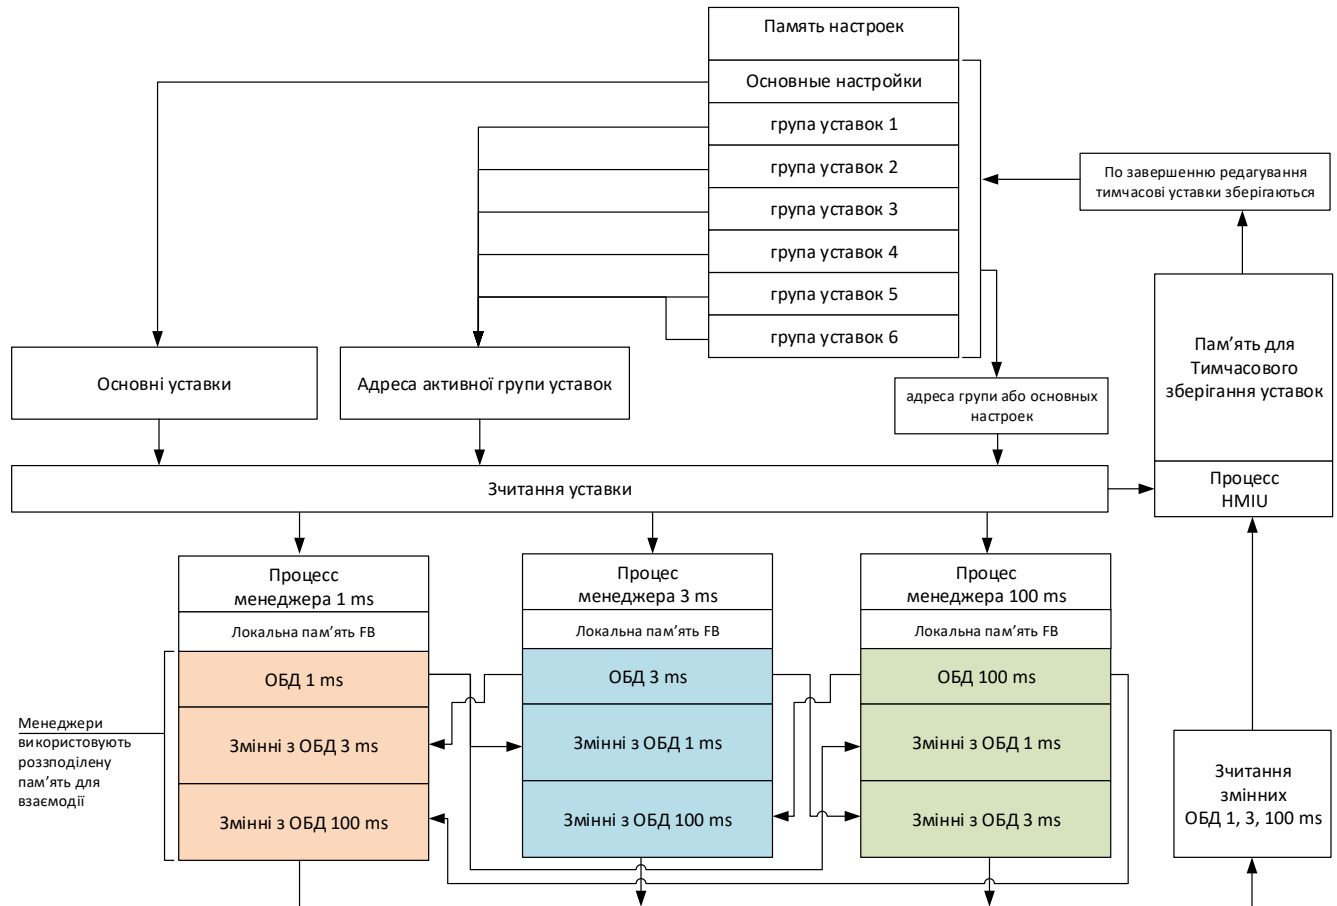 Память настроек
Основные настройки
група уставок 1
група уставок 2
група уставок 3
група уставок 4
група уставок 5
група уставок 6
По завершенню редагування
тимчасові уставки зберігаються
Основні уставки
Адреса активної групи уставок
адреса групи або основных
настроек
Пам’ять для
Тимчасового
зберігання уставок
Процесс
HMIU
Зчитання уставки
Процесс
менеджера 1 ms
Локальна пам’ять FB
ОБД 1 ms
Змінні з ОБД 3 ms
Змінні з ОБД 100 ms
Процес
менеджера 3 ms
Локальна пам’ять FB
ОБД 3 ms
Змінні з ОБД 1 ms
Змінні з ОБД 100 ms
Процес
менеджера 100 ms
Локальна пам’ять FB
ОБД 100 ms
Змінні з ОБД 1 ms
Змінні з ОБД 3 ms
Менеджери
використовують
роззподілену
пам’ять для
взаємодії
Зчитання
змінних
ОБД 1, 3, 100 ms